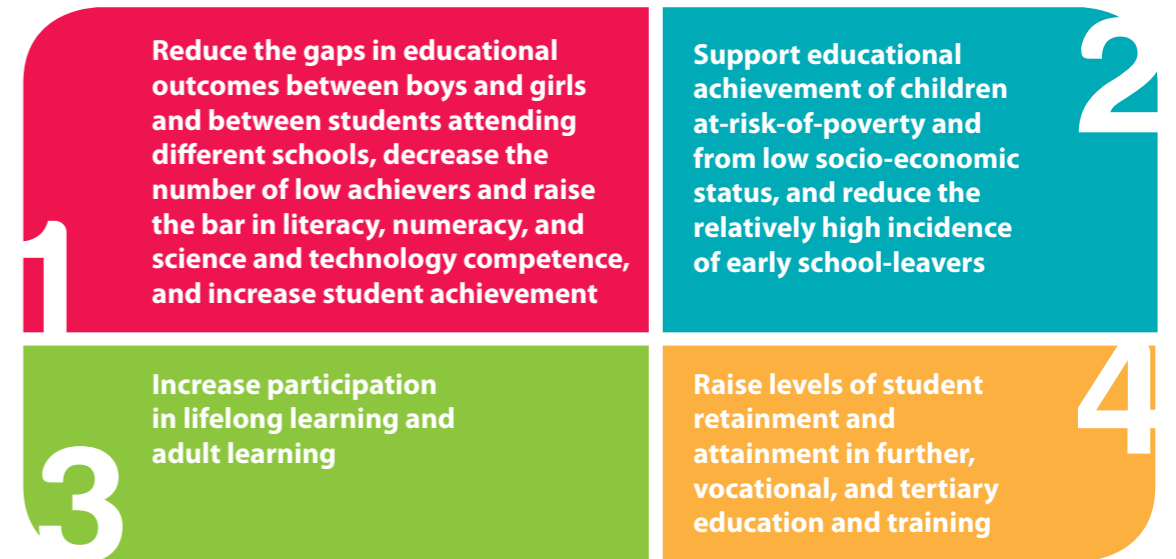 1
Reduce the gaps in educational
outcomes between boys and girls
and between students attending
different schools, decrease the
number of low achievers and raise
the bar in literacy, numeracy, and
science and technology competence,
and increase student achievement
2
Support educational
achievement of children
at-risk-of-poverty and
from low socio-economic
status, and reduce the
relatively high incidence
of early school-leavers
3
Increase participation
in lifelong learning and
adult learning
4
Raise levels of student
retainment and
attainment in further,
vocational, and tertiary
education and training